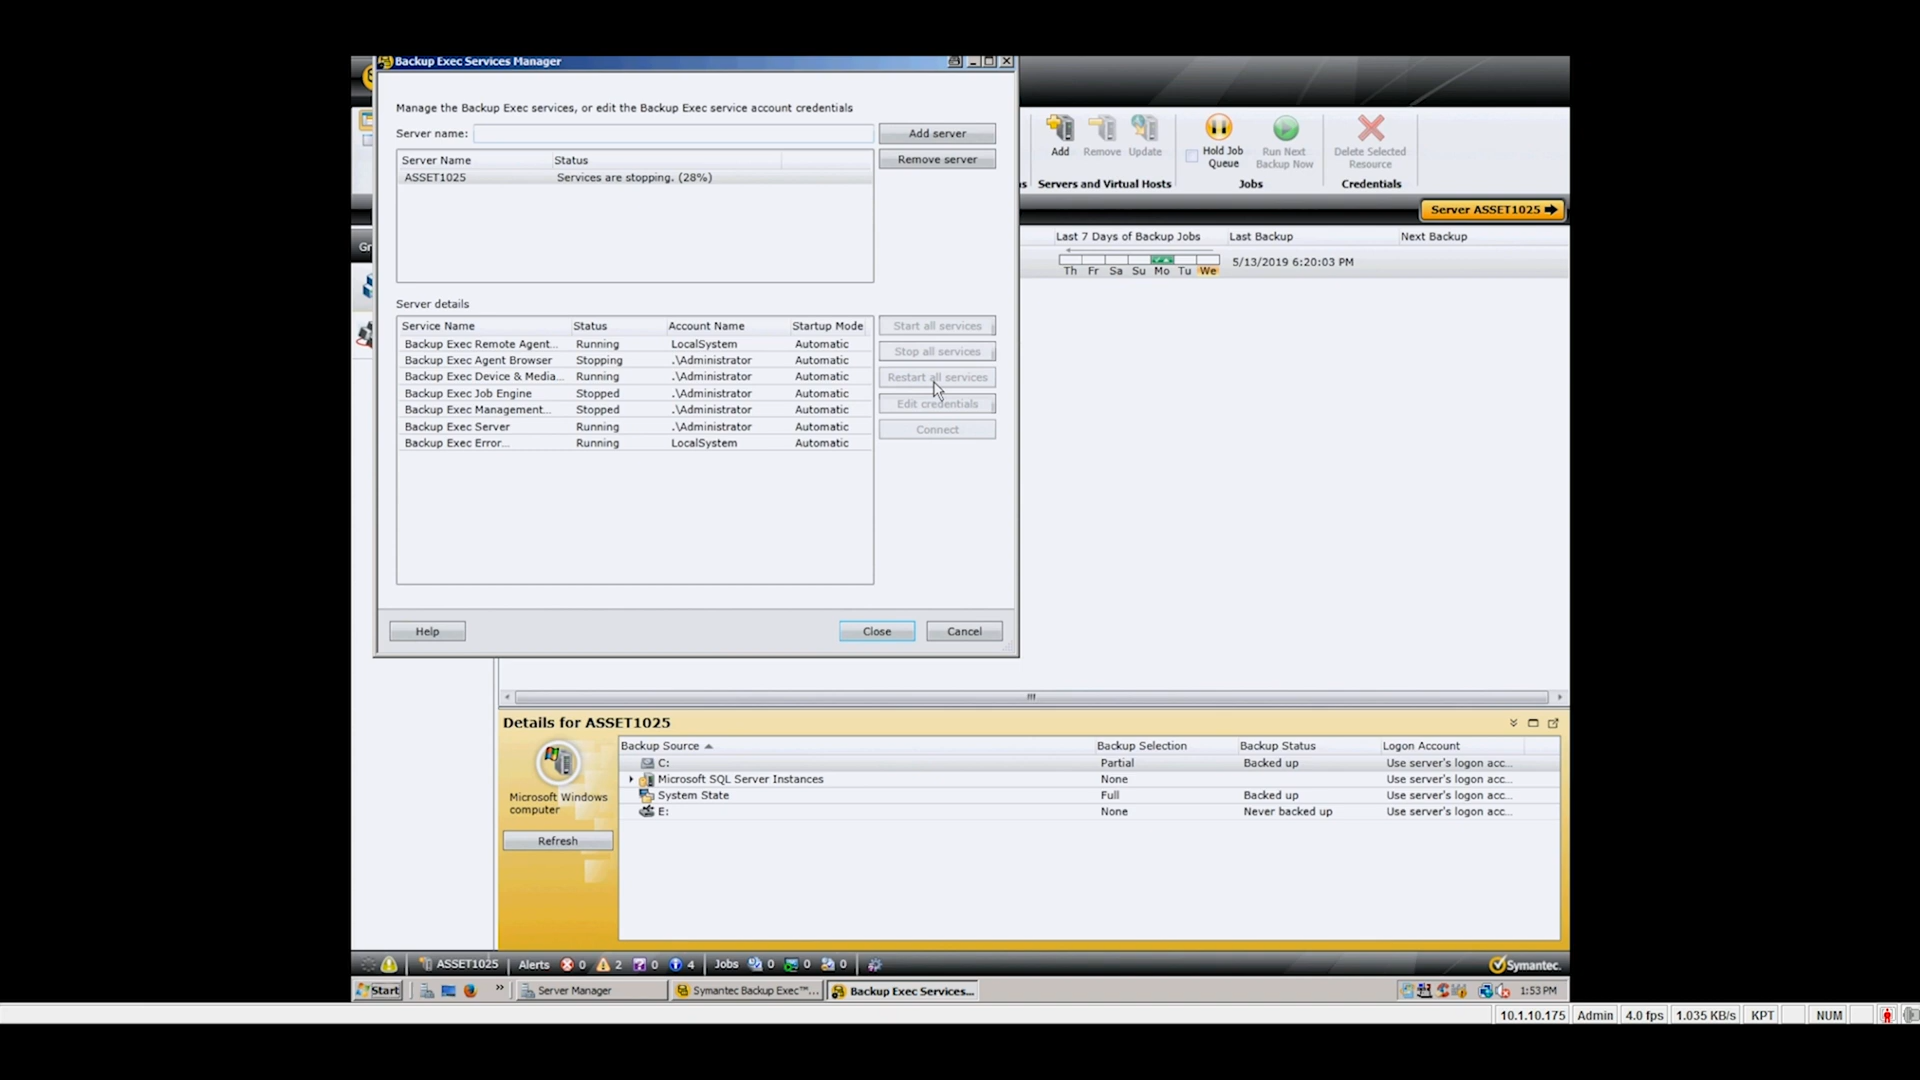 Backup Exec Services Manager
Manage the Backup Exec services, or edit the Backup Exec service account credentials
Server name:
Add server
Server Name Status
Remove server
ASSET1025 Services are stopping. (28%)
Server details
Service Name Status Account Name Startup Mode
Backup Exec Remote Agent... Running LocalSystem Automatic
Backup Exec Agent Browser Stopping .\Administrator Automatic
Backup Exec Device & Media... Running .\Administrator Automatic
Backup Exec Job Engine Stopped .\Administrator Automatic
Backup Exec Management... Stopped .\Administrator Automatic
Backup Exec Server Running .\Administrator Automatic
Backup Exec Error... Running LocalSystem Automatic
Start all services
Stop all services
Restart all services
Edit credentials
Connect
Help
Close
Cancel
Add
Remove
Update
Servers and Virtual Hosts
Hold Job
Queue
Run Next
Backup Now
Jobs
Delete Selected
Resource
Credentials
Server ASSET1025
Gr
Last 7 Days of Backup Jobs Last Backup Next Backup
Th Fr Sa Su Mo Tu We
5/13/2019 6:20:03 PM
Details for ASSET1025
Microsoft Windows
computer
Refresh
Backup Source Backup Selection Backup Status Logon Account
C: Partial Backed up Use server's logon acc...
Microsoft SQL Server Instances None Use server's logon acc...
System State Full Backed up Use server's logon acc...
E: None Never backed up Use server's logon acc...
ASSET1025 Alerts 0 2 0 4 Jobs 0 0 0
Symantec.
Start
Server Manager
Symantec Backup Exec™...
Backup Exec Services...
1:53 PM
10.1.10.175 Admin 4.0 fps 1.035 KB/s KPT NUM